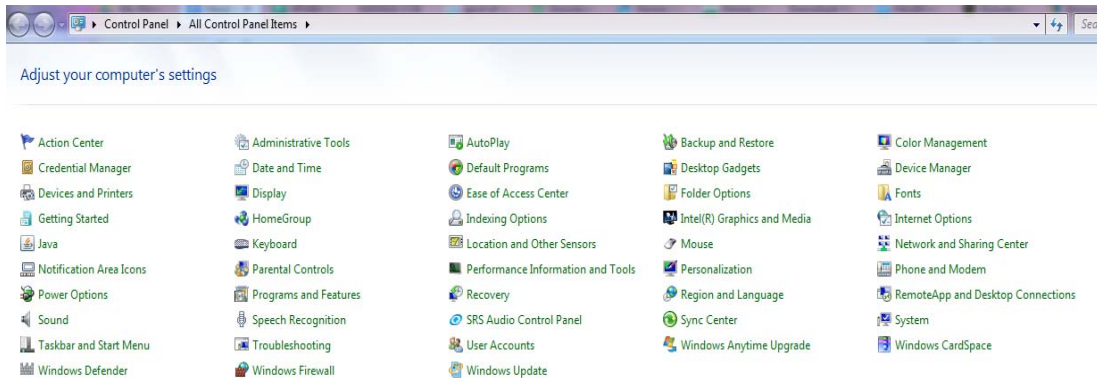 Control Panel All Control Panel Items Sea
Adjust your computer's settings
Action Center Administrative Tools AutoPlay Backup and Restore Color Management
Credential Manager Date and Time Default Programs Desktop Gadgets Device Manager
Devices and Printers Display Ease of Access Center Folder Options Fonts
Getting Started HomeGroup Indexing Options Intel(R) Graphics and Media Internet Options
Java Keyboard Location and Other Sensors Mouse Network and Sharing Center
Notification Area Icons Parental Controls Performance Information and Tools Personalization Phone and Modem
Power Options Programs and Features Recovery Region and Language RemoteApp and Desktop Connections
Sound Speech Recognition SRS Audio Control Panel Sync Center System
Taskbar and Start Menu Troubleshooting User Accounts Windows Anytime Upgrade Windows CardSpace
Windows Defender Windows Firewall Windows Update